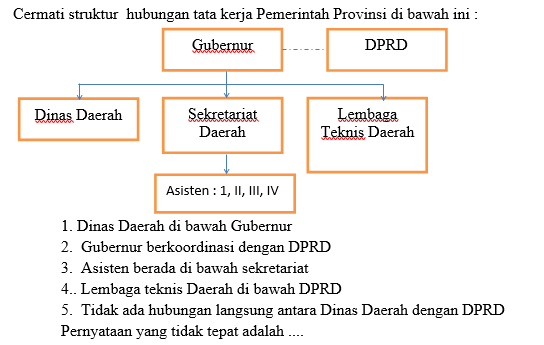 Cermati struktur hubungan tata kerja Pemerintah Provinsi di bawah ini :
Gubernur
DPRD
Dinas Daerah
Sekretariat
Daerah
Lembaga
Teknis Daerah
Asisten : 1, II, III, IV
1. Dinas Daerah di bawah Gubernur
2. Gubernur berkoordinasi dengan DPRD
3. Asisten berada di bawah sekretariat
4.. Lembaga teknis Daerah di bawah DPRD
5. Tidak ada hubungan langsung antara Dinas Daerah dengan DPRD
Pernyataan yang tidak tepat adalah ....